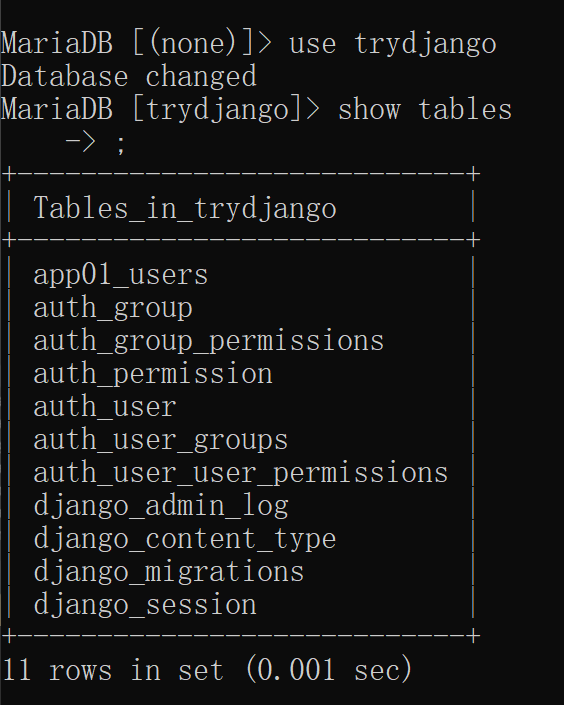 MariaDB [(none)]> use trydjango
Database changed
MariaDB [trydjango]> show tables
    -> ;
+----------------------------+
| Tables_in_trydjango        |
+----------------------------+
| app01_users                |
| auth_group                 |
| auth_group_permissions     |
| auth_permission            |
| auth_user                  |
| auth_user_groups           |
| auth_user_user_permissions |
| django_admin_log           |
| django_content_type        |
| django_migrations          |
| django_session             |
+----------------------------+
11 rows in set (0.001 sec)